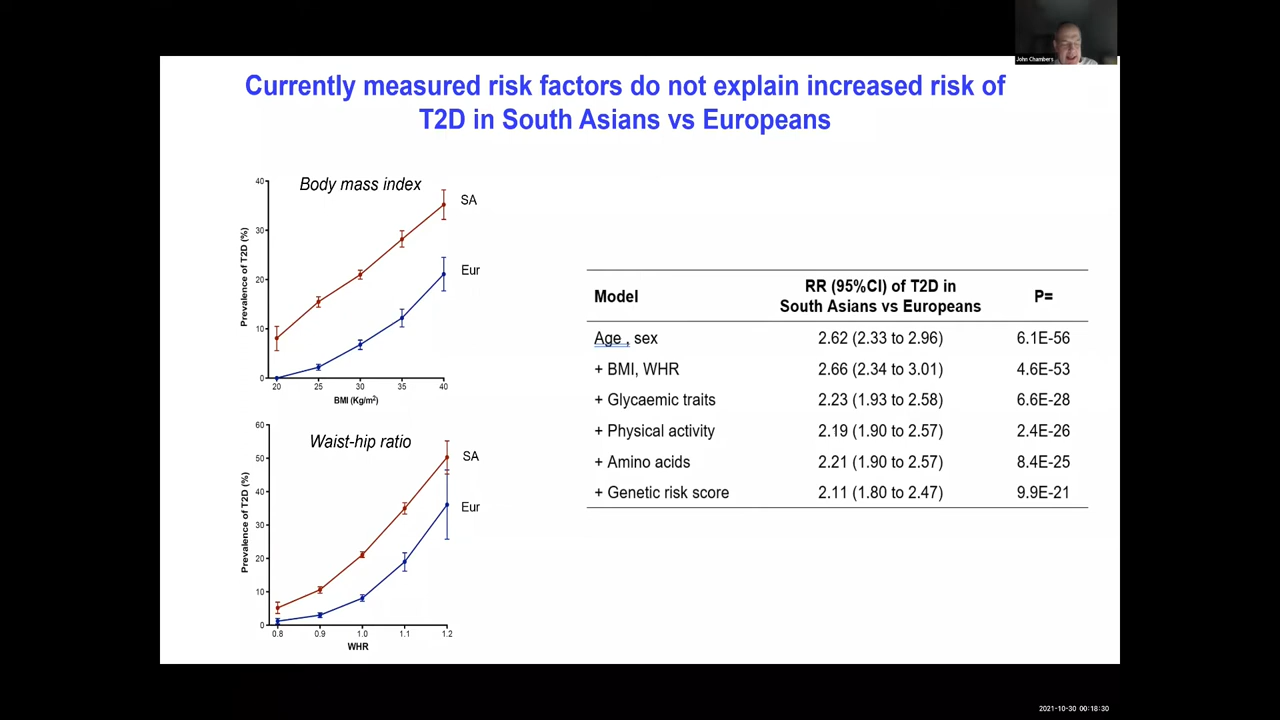 John Chambers
Currently measured risk factors do not explain increased risk of
T2D in South Asians vs Europeans
Body mass index
40
30
20
10
0
Prevalence of T2D (%)
SA
Eur
20 25 30 35 40
BMI (Kg/m²)
Waist-hip ratio
60
50
40
30
20
10
0
Prevalence of T2D (%)
SA
Eur
0.8 0.9 1.0 1.1 1.2
WHR
Model RR (95%CI) of T2D in South Asians vs Europeans P=
Age , sex 2.62 (2.33 to 2.96) 6.1E-56
+ BMI, WHR 2.66 (2.34 to 3.01) 4.6E-53
+ Glycaemic traits 2.23 (1.93 to 2.58) 6.6E-28
+ Physical activity 2.19 (1.90 to 2.57) 2.4E-26
+ Amino acids 2.21 (1.90 to 2.57) 8.4E-25
+ Genetic risk score 2.11 (1.80 to 2.47) 9.9E-21
2021-10-30 00:18:30